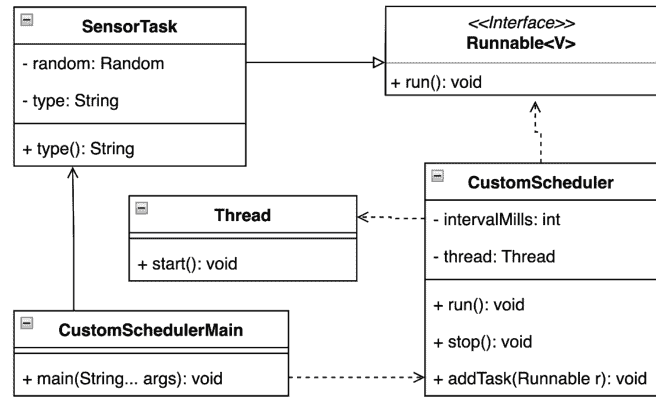 SensorTask
- random: Random
- type: String
+ type(): String
<<Interface>>
Runnable<V>
+ run(): void
Thread
+ start(): void
CustomScheduler
- intervalMills: int
- thread: Thread
+ run(): void
+ stop(): void
+ addTask(Runnable r): void
CustomSchedulerMain
+ main(String... args): void